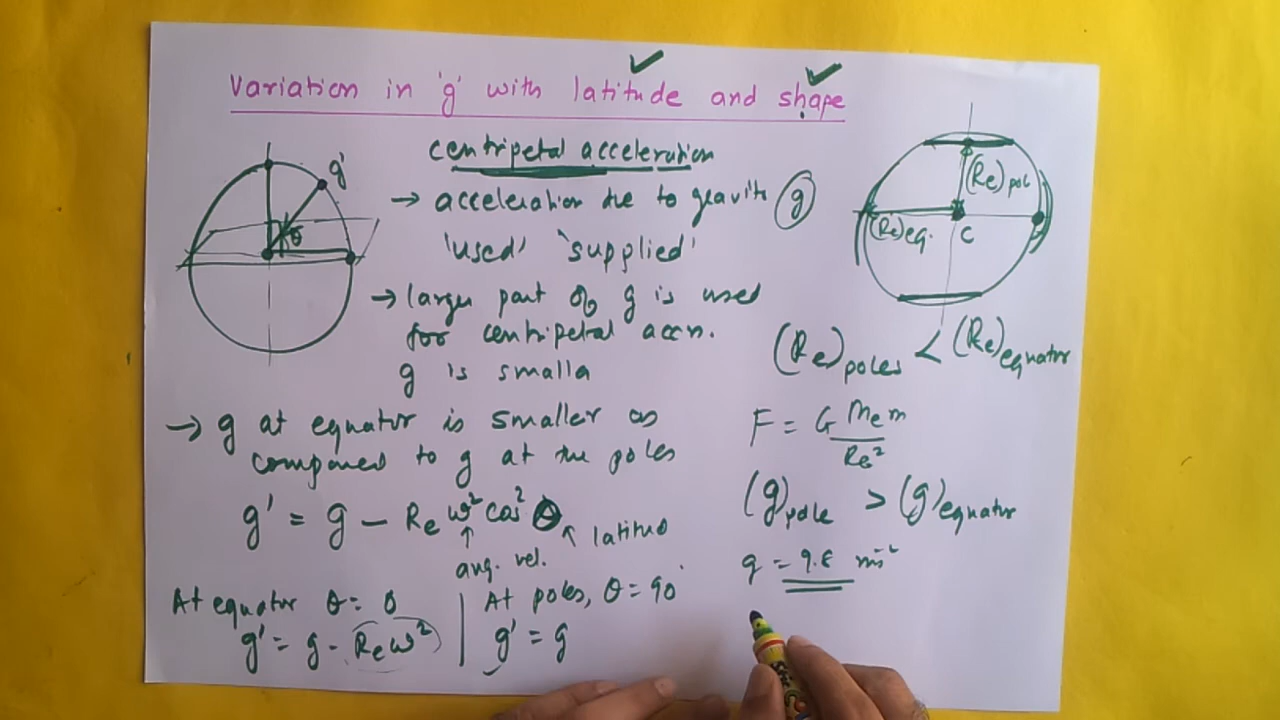 Variation in 'g' with latitude and shape
g'
θ
centripetal acceleration
→ acceleration due to gravity g
'used' 'supplied'
→ larger part of g is used
for centripetal accn.
g is smalla
→ g at equator is smaller as
compared to g at the poles
g' = g - Re ω² cos² θ
↑ ang. vel.
↖ latitud
At equator θ = 0
g' = g - Re ω²
At poles, θ = 90°
g' = g
(Re) pol
(Re) eq.
C
(Re) poles < (Re) equator
F = G Me m / Re²
(g) pole > (g) equator
g = 9.8 ms⁻²